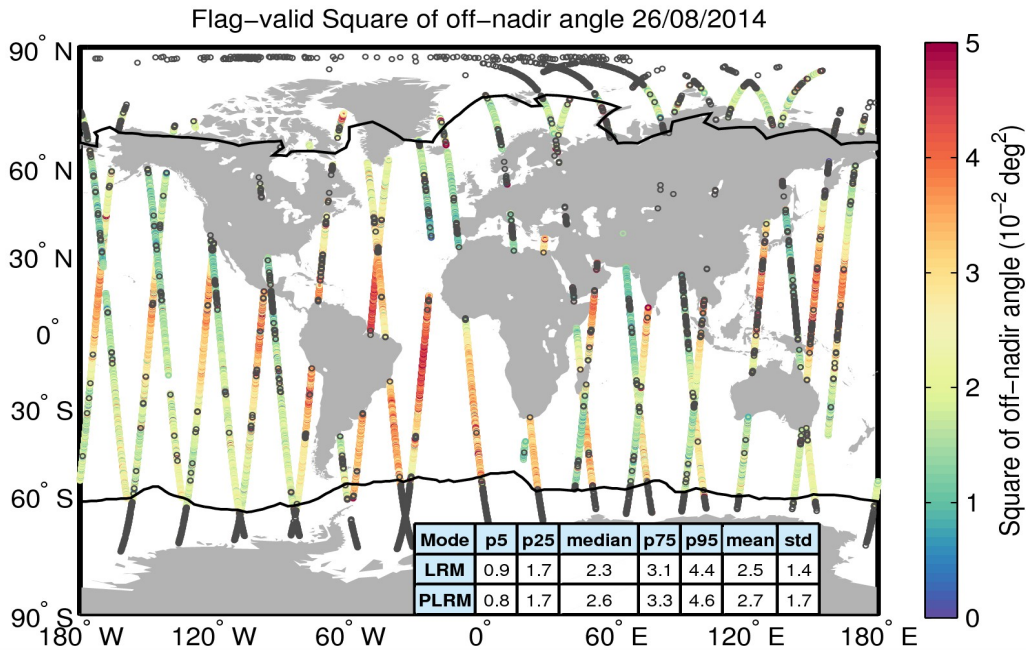 Flag−valid Square of off−nadir angle 26/08/2014
90° N
60° N
30° N
0°
30° S
60° S
90° S
180° W
120° W
60° W
0°
60° E
120° E
180° E
Mode p5 p25 median p75 p95 mean std
LRM 0.9 1.7 2.3 3.1 4.4 2.5 1.4
PLRM 0.8 1.7 2.6 3.3 4.6 2.7 1.7
5
4
3
2
1
0
Square of off−nadir angle (10⁻² deg²)